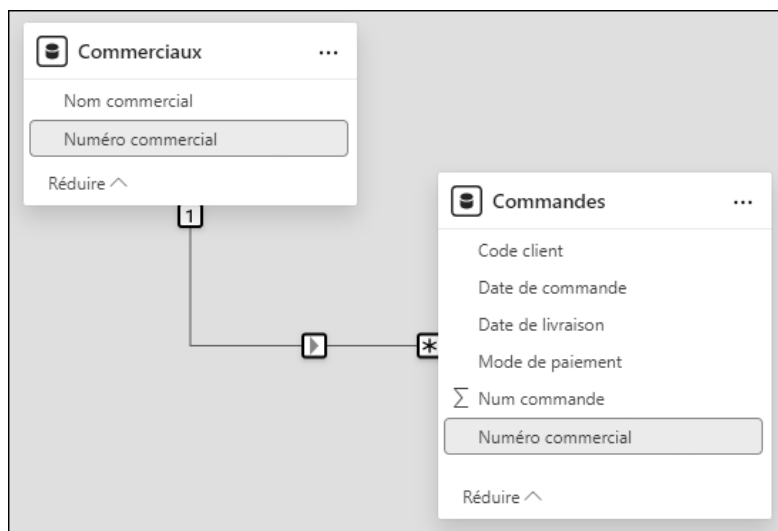 Commerciaux
Nom commercial
Numéro commercial
Réduire
1
*
Commandes
Code client
Date de commande
Date de livraison
Mode de paiement
∑ Num commande
Numéro commercial
Réduire